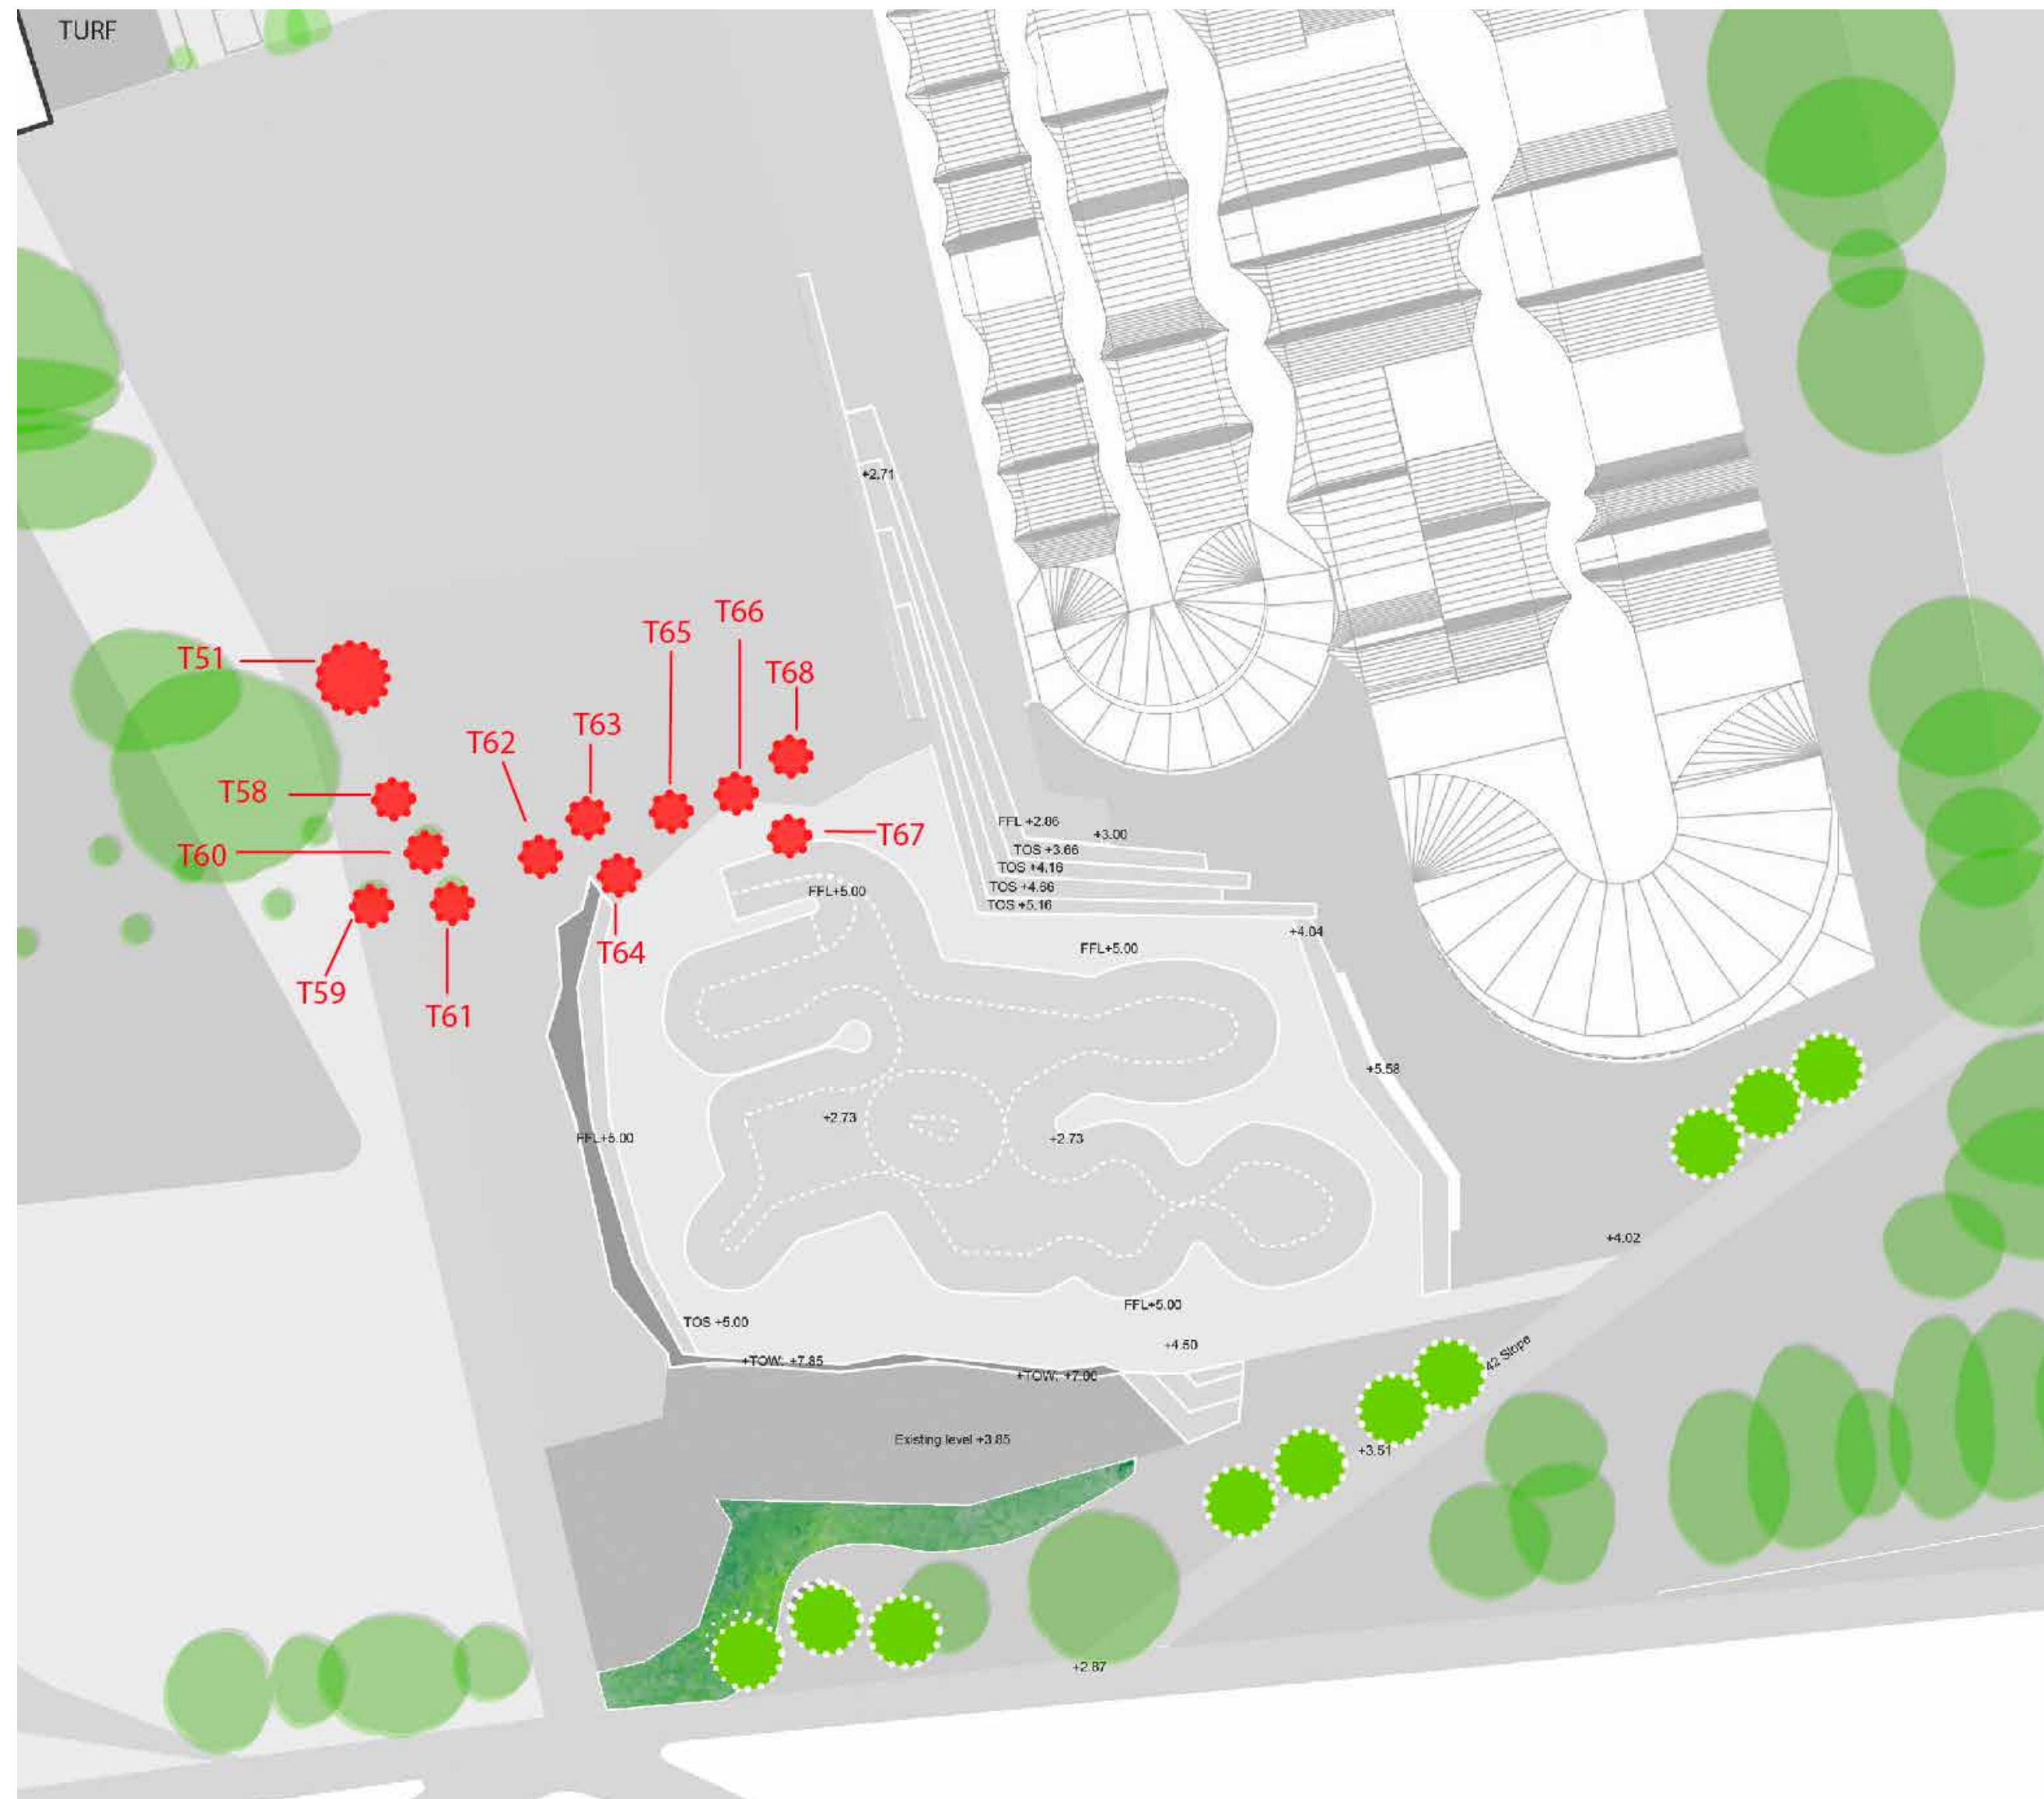 TURF
+2.71
T66
T65
T51
T68
T63
T62
T58
FFL +2.86
+3.00
T67
TOS +3.66
T60
TOS +4.16
TOS +4.66
FFL+5.00
TOS +5.16
+4.04
T64
FFL+5.00
T59
T61
+5.58
+2.73
FFL+5.00
+2.73
+4.02
FFL+5.00
TOS +5.00
+4.50
42 Slope
+TOW: +7.85
+TOW: +7.00
Existing level +3.85
+3.51
+2.87